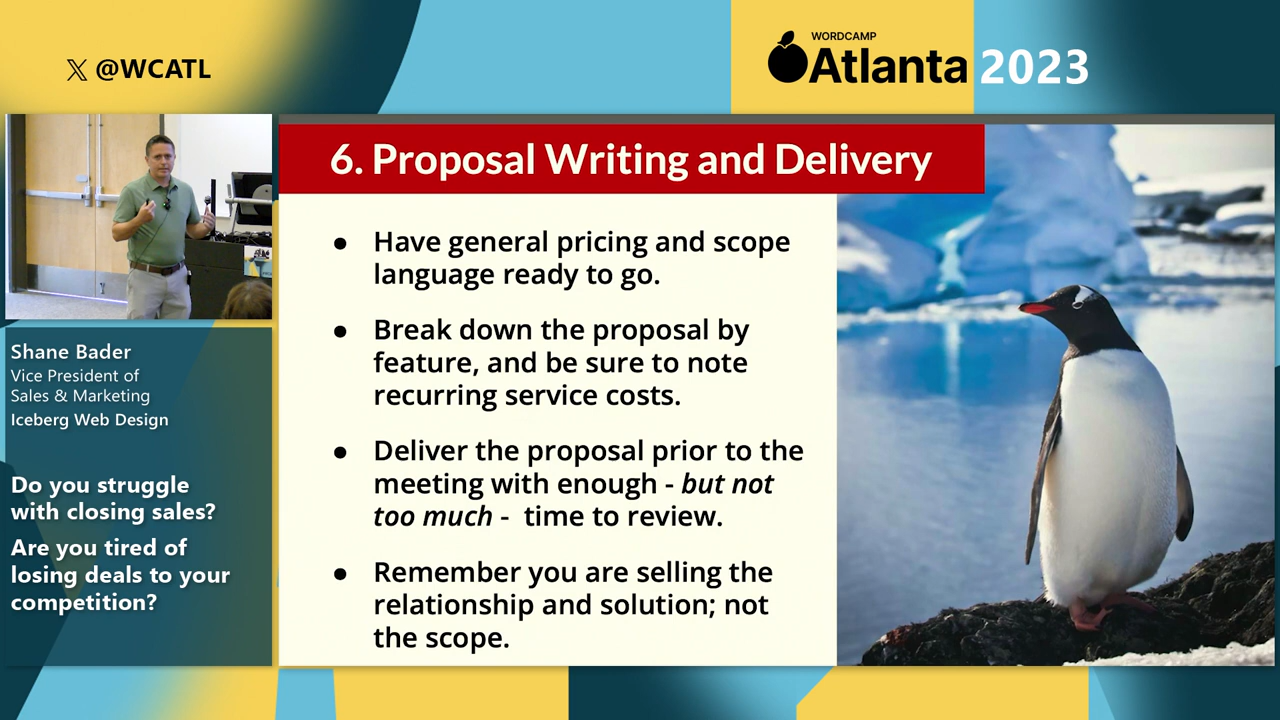 𝕏 @WCATL
WORDCAMP
Atlanta 2023
6. Proposal Writing and Delivery
● Have general pricing and scope
language ready to go.
● Break down the proposal by
feature, and be sure to note
recurring service costs.
● Deliver the proposal prior to the
meeting with enough - but not
too much -  time to review.
● Remember you are selling the
relationship and solution; not
the scope.
Shane Bader
Vice President of
Sales & Marketing
Iceberg Web Design
Do you struggle
with closing sales?
Are you tired of
losing deals to your
competition?